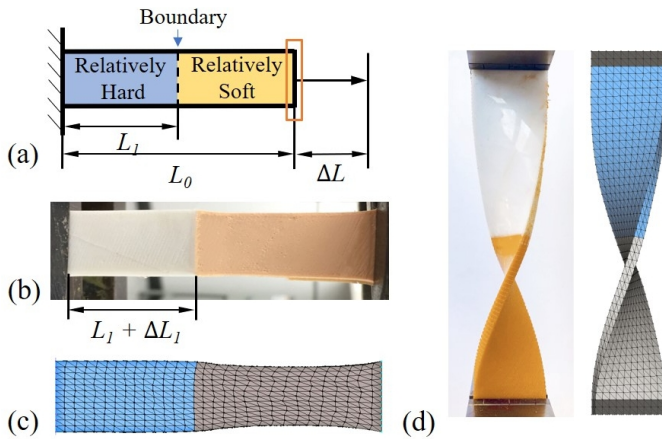 Boundary
Relatively Hard
Relatively Soft
L₁
L₀
ΔL
(a)
(b)
L₁ + ΔL₁
(c)
(d)